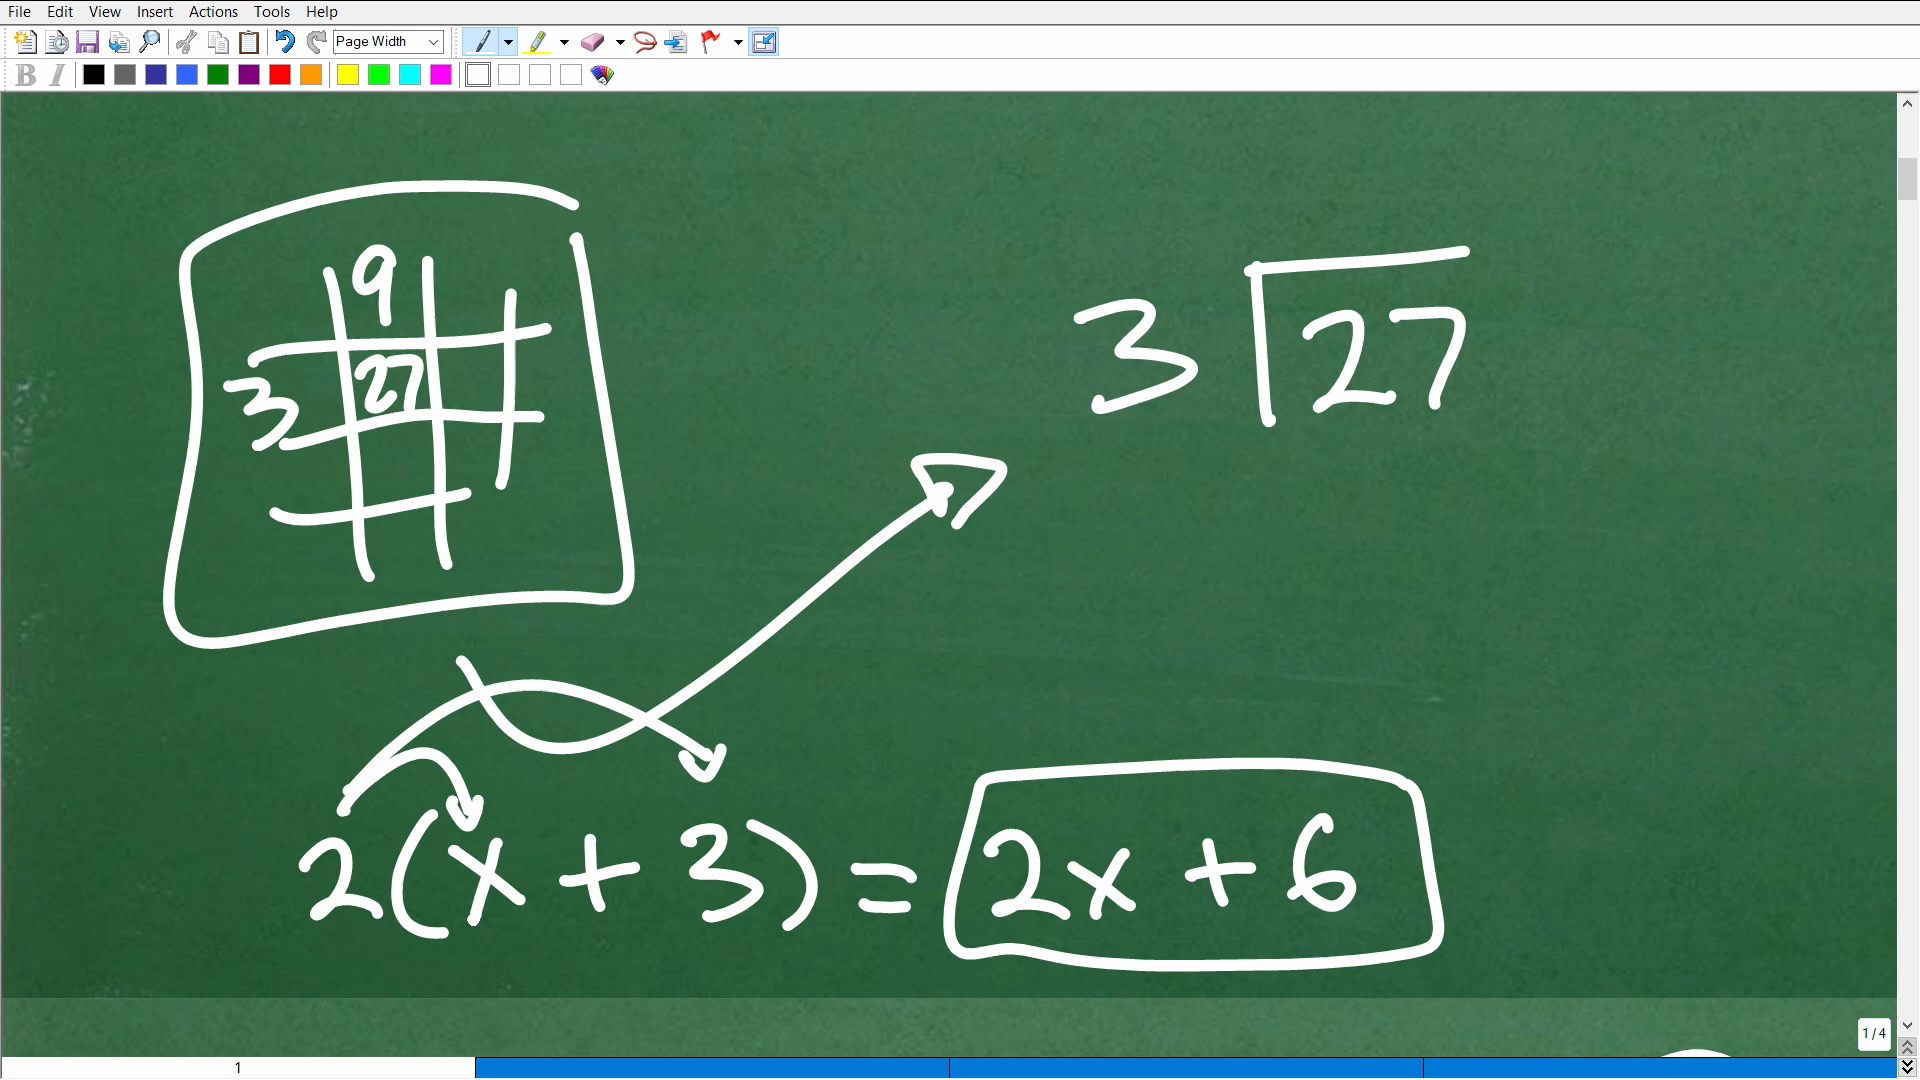 File Edit View Insert Actions Tools Help
Page Width
B I
9
3 27
3 27
2(x + 3) = 2x + 6
1 / 4
1